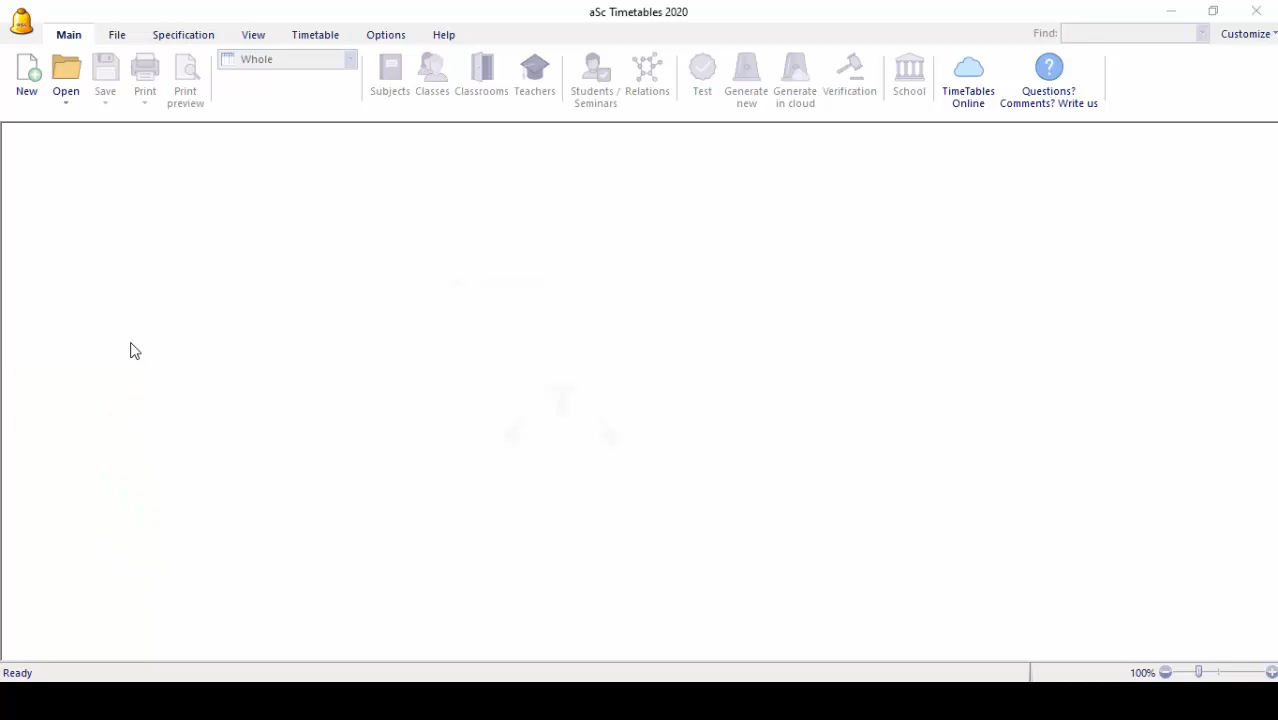 aSc Timetables 2020
Main File Specification View Timetable Options Help
Find: Customize
Whole
New Open Save Print Print preview
Subjects Classes Classrooms Teachers Students / Seminars Relations
Test Generate new Generate in cloud Verification School
TimeTables Online Questions? Comments? Write us
Ready 100%